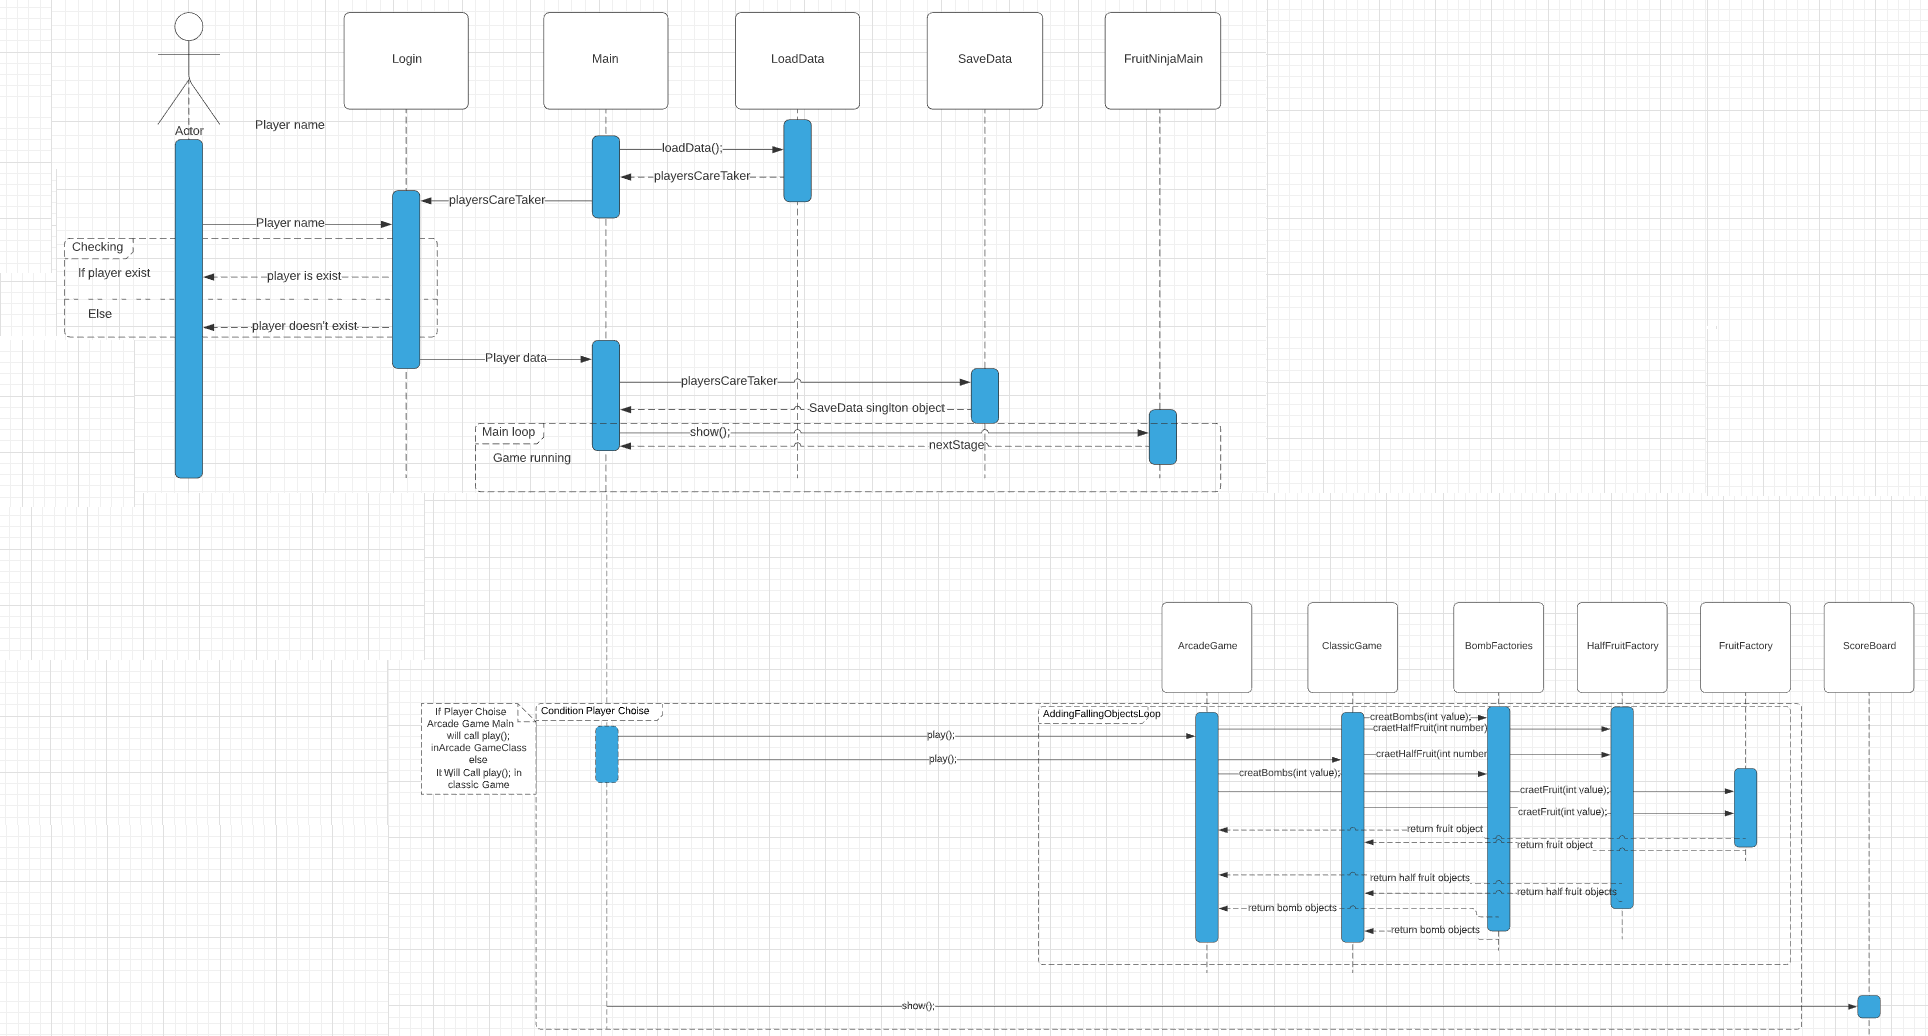 Login
Main
LoadData
SaveData
FruitNinjaMain
Actor
Player name
loadData();
playersCareTaker
playersCareTaker
Player name
Checking
If player exist
player is exist
Else
player doesn't exist
Player data
playersCareTaker
SaveData singlton object
Main loop
show();
nextStage
Game running
ArcadeGame
ClassicGame
BombFactories
HalfFruitFactory
FruitFactory
ScoreBoard
If Player Choise
Arcade Game Main
will call play();
inArcade GameClass
else
It Will Call play(); in
classic Game
Condition Player Choise
AddingFallingObjectsLoop
creatBombs(int value);
craetHalfFruit(int number)
play();
craetHalfFruit(int number
play();
creatBombs(int value);
craetFruit(int value);
craetFruit(int value);
return fruit object
return fruit object
return half fruit objects
return half fruit objects
return bomb objects
return bomb objects
show();